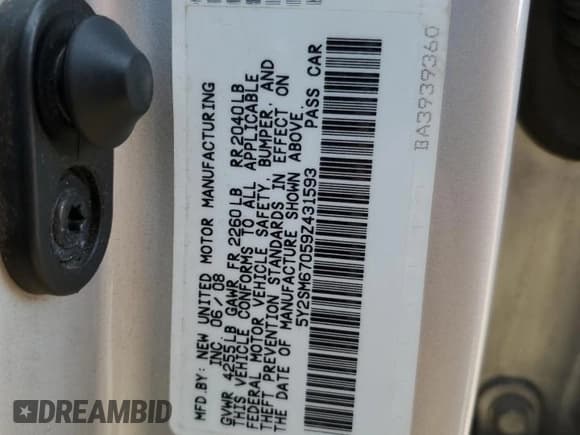 MFD.BY: NEW UNITED MOTOR MANUFACTURING
INC. 06/08
GVWR 4255LB GAWR FR 2260LB RR 2040LB
THIS VEHICLE CONFORMS TO ALL APPLICABLE
FEDERAL MOTOR VEHICLE SAFETY, BUMPER, AND
THEFT PREVENTION STANDARDS IN EFFECT ON
THE DATE OF MANUFACTURE SHOWN ABOVE.
5Y2SM67059Z431593 PASS CAR
BA3939360
DREAMBID